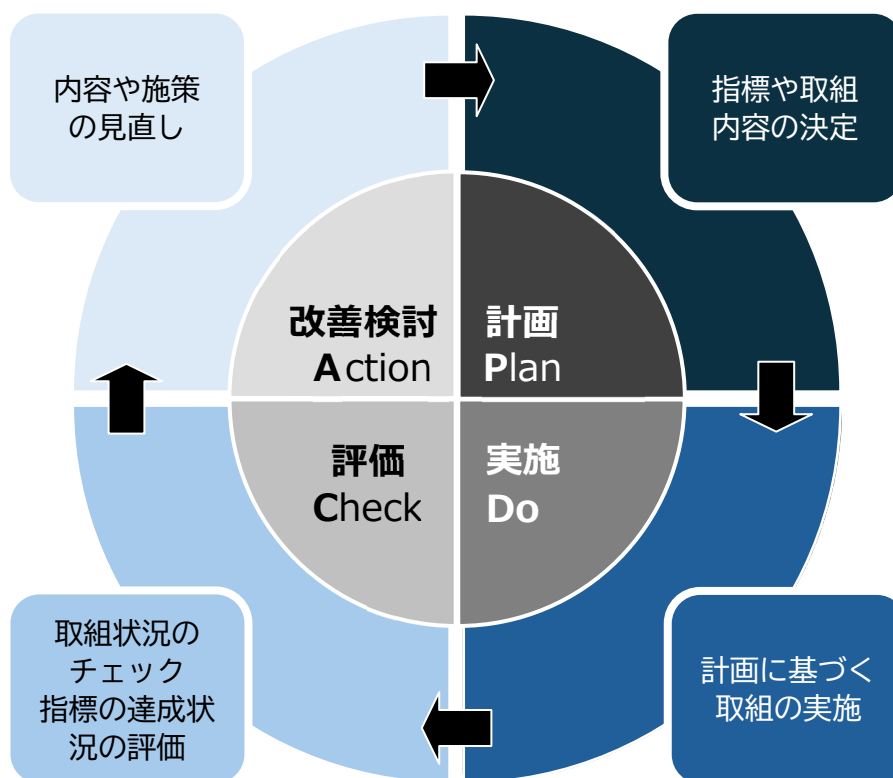 内容や施策
の見直し
指標や取組
内容の決定
改善検討
Action
計画
Plan
評価
Check
実施
Do
取組状況の
チェック
指標の達成状
況の評価
計画に基づく
取組の実施